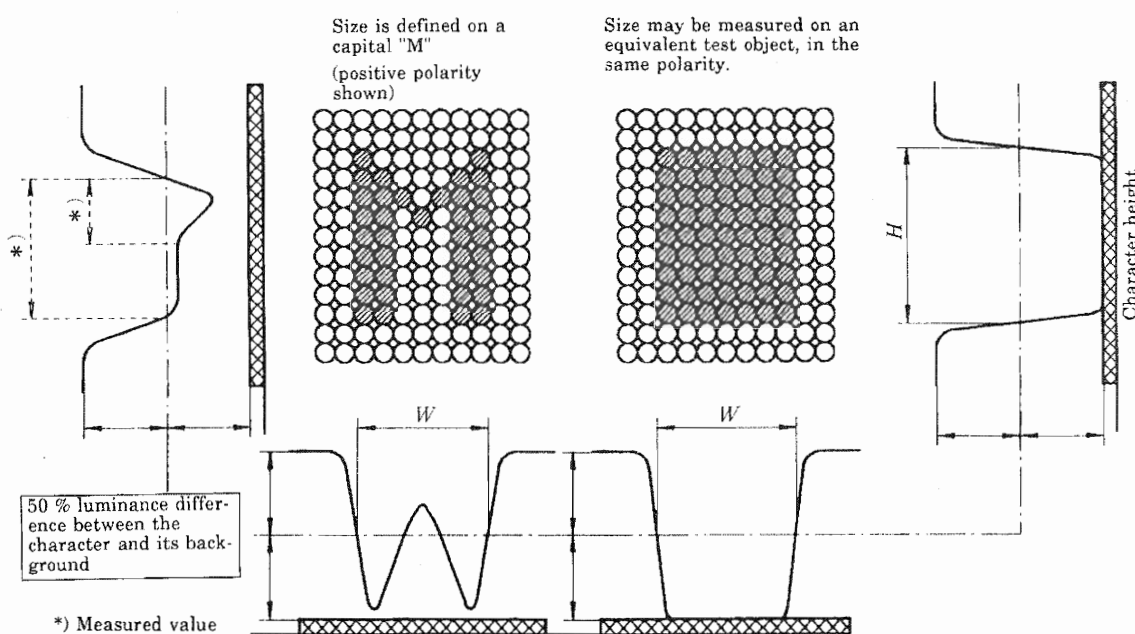 Size is defined on a
capital "M"
(positive polarity
shown)
Size may be measured on an
equivalent test object, in the
same polarity.
*)
*)
H
Character height
W
W
50 % luminance differ-
ence between the
character and its back-
ground
*) Measured value